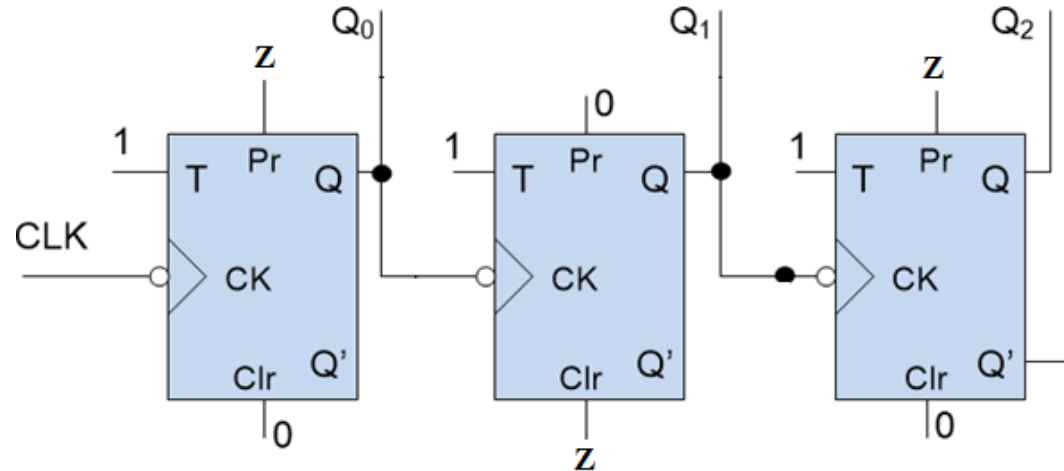 Q₀ Q₁ Q₂
Z 0 Z
1 1 1
T Pr Q T Pr Q T Pr Q
CLK
CK CK CK
Clr Q’ Clr Q’ Clr Q’
0 Z 0